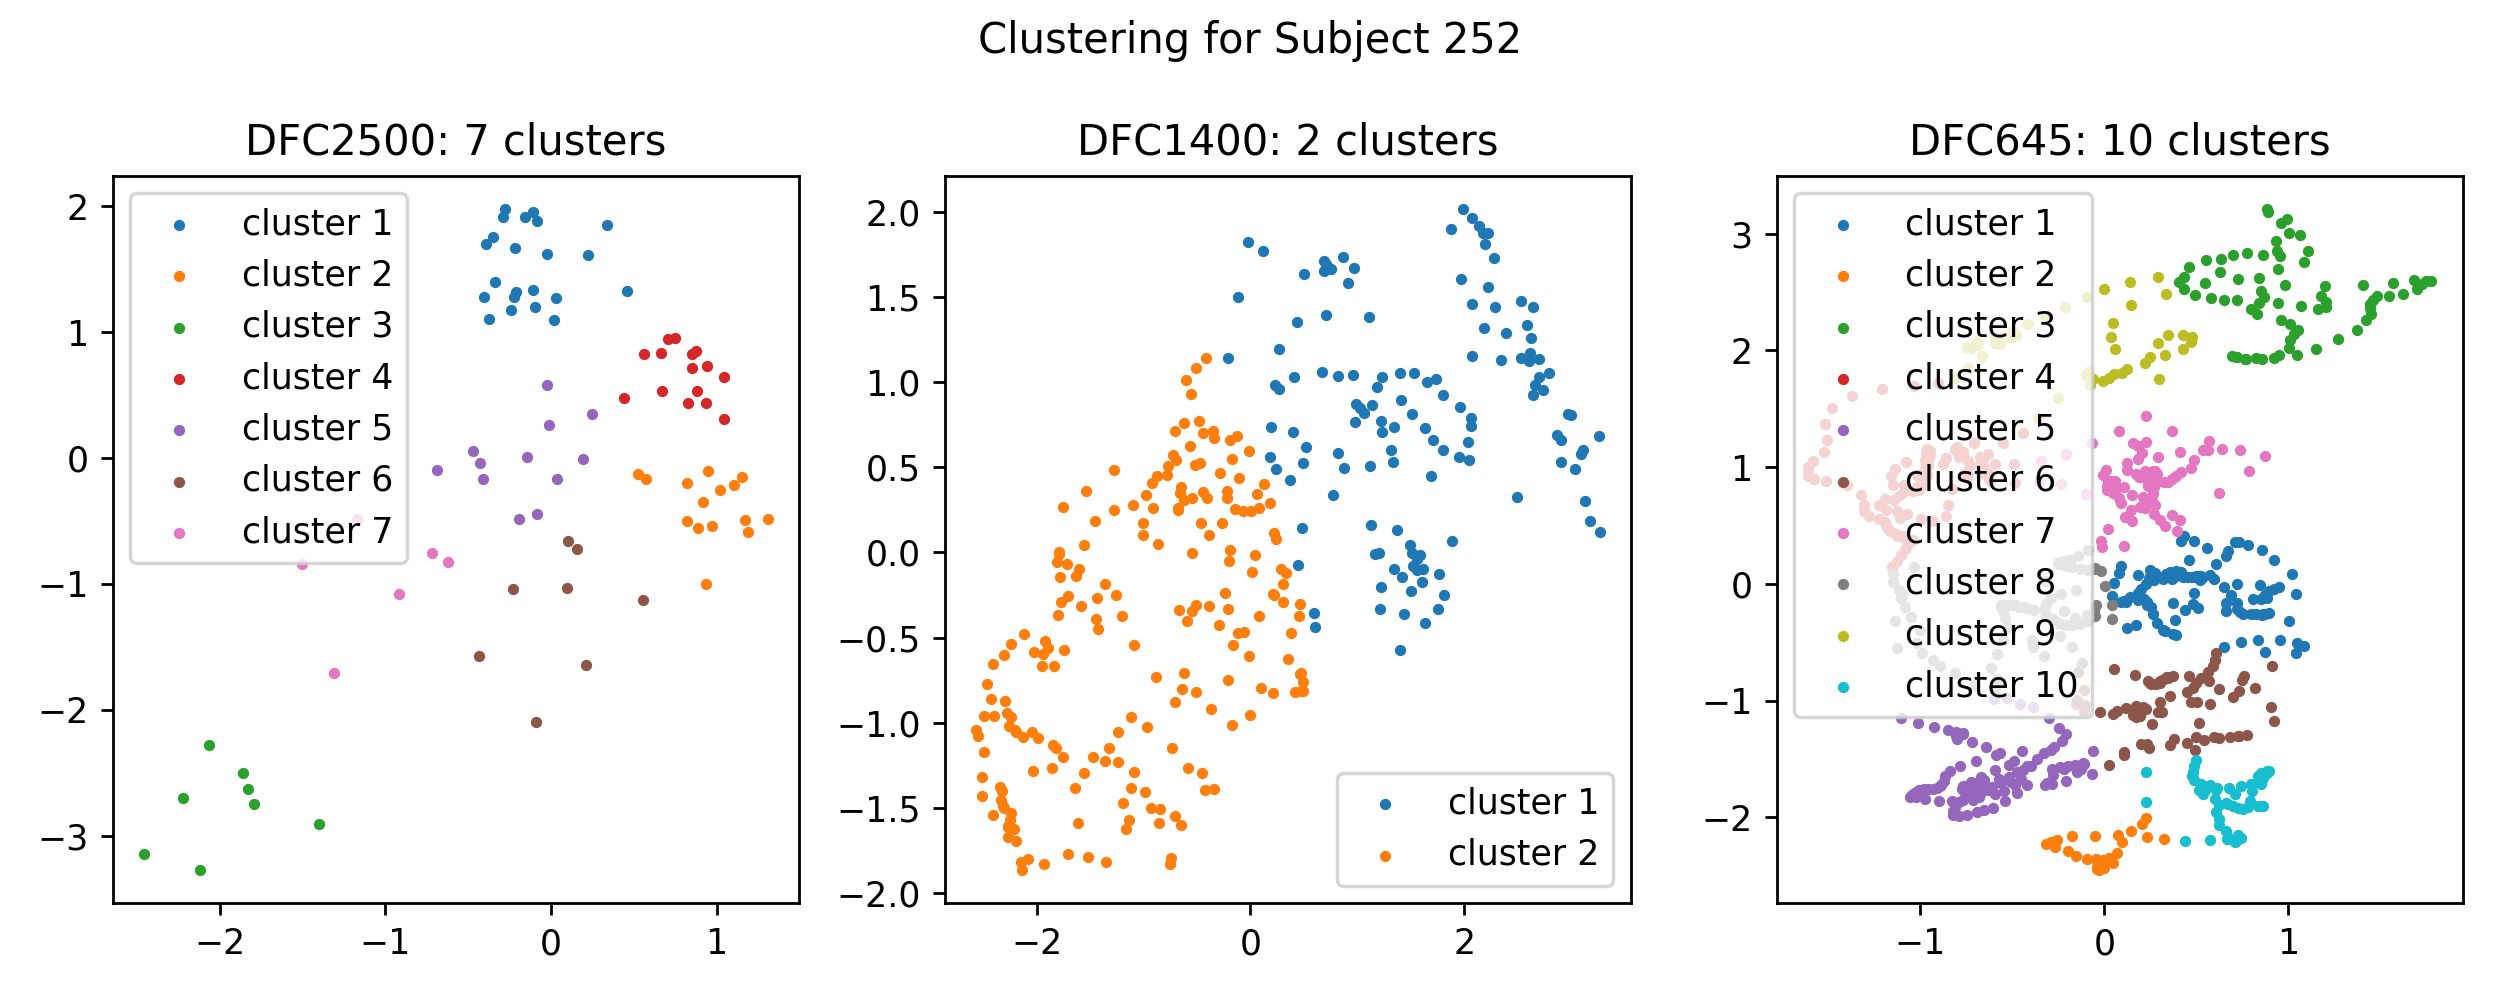 Clustering for Subject 252
DFC2500: 7 clusters
2
1
0
−1
−2
−3
−2
−1
0
1
cluster 1
cluster 2
cluster 3
cluster 4
cluster 5
cluster 6
cluster 7
DFC1400: 2 clusters
2.0
1.5
1.0
0.5
0.0
−0.5
−1.0
−1.5
−2.0
−2
0
2
cluster 1
cluster 2
DFC645: 10 clusters
3
2
1
0
−1
−2
−1
0
1
cluster 1
cluster 2
cluster 3
cluster 4
cluster 5
cluster 6
cluster 7
cluster 8
cluster 9
cluster 10